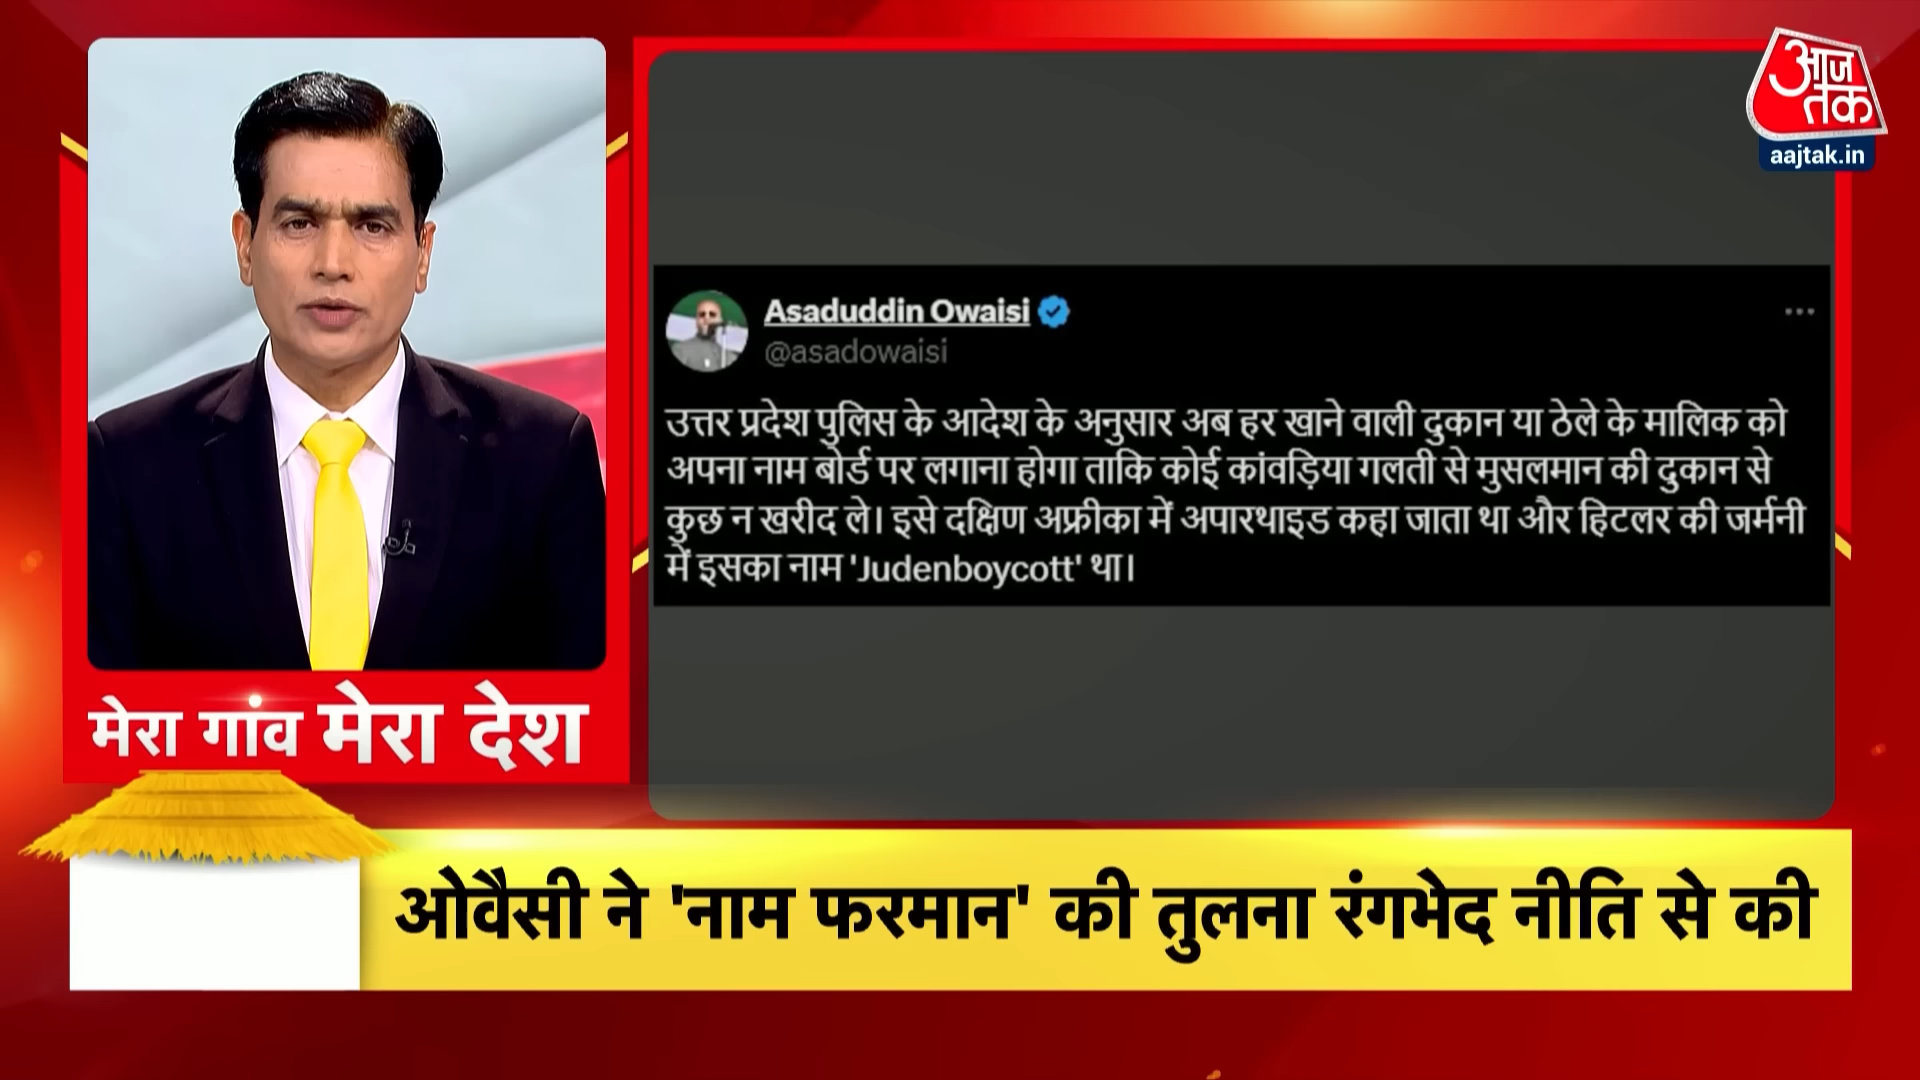 आज
तक
aajtak.in
Asaduddin Owaisi
@asadowaisi
उत्तर प्रदेश पुलिस के आदेश के अनुसार अब हर खाने वाली दुकान या ठेले के मालिक को
अपना नाम बोर्ड पर लगाना होगा ताकि कोई कांवड़िया गलती से मुसलमान की दुकान से
कुछ न खरीद ले। इसे दक्षिण अफ्रीका में अपारथाइड कहा जाता था और हिटलर की जर्मनी
में इसका नाम 'Judenboycott' था।
मेरा गांव मेरा देश
ओवैसी ने 'नाम फरमान' की तुलना रंगभेद नीति से की